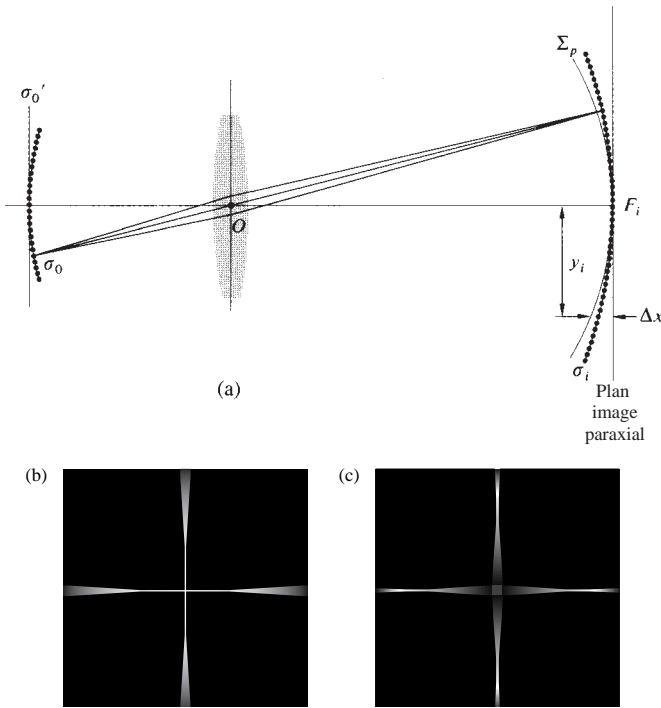 Σp
σ0′
Fi
O
σ0
yi
Δx
σi
(a)
Plan
image
paraxial
(b)
(c)